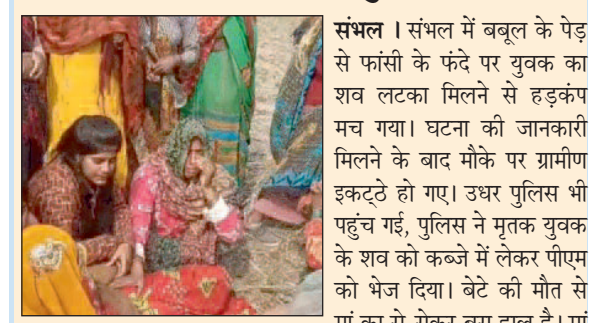 संभल । संभल में बबूल के पेड़
से फांसी के फंदे पर युवक का
शव लटका मिलने से हड़कंप
मच गया। घटना की जानकारी
मिलने के बाद मौके पर ग्रामीण
इकट्ठे हो गए। उधर पुलिस भी
पहुंच गई, पुलिस ने मृतक युवक
के शव को कब्जे में लेकर पीएम
को भेज दिया। बेटे की मौत से